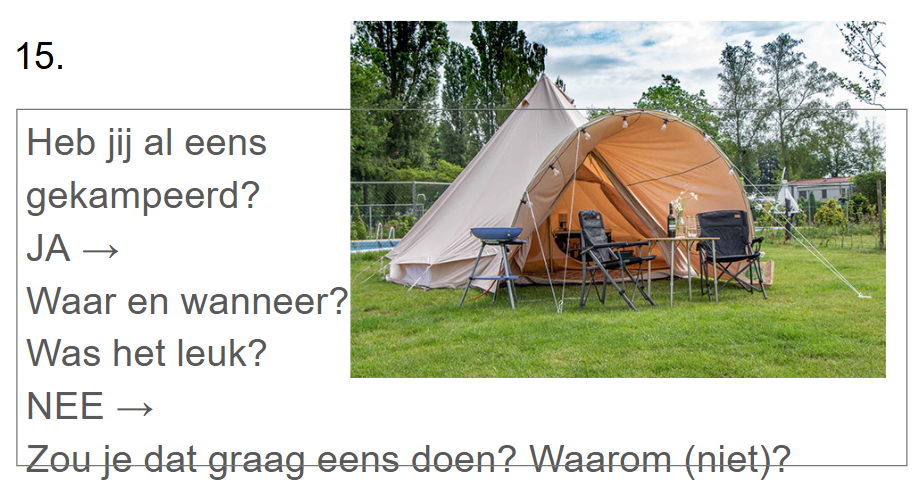 15.
Heb jij al eens
gekampeerd?
JA →
Waar en wanneer?
Was het leuk?
NEE →
Zou je dat graag eens doen? Waarom (niet)?